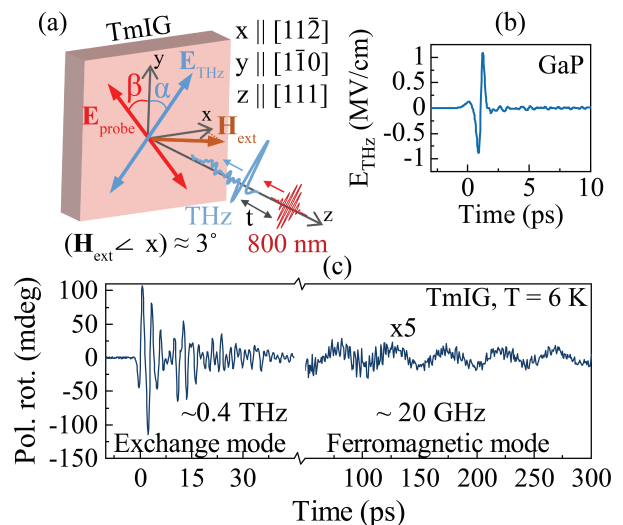 (a)
TmIG
x || [112̄]
y || [11̄0]
z || [111]
y
E_THz
β
α
E_probe
x
H_ext
THz
t
800 nm
z
(H_ext ∠ x) ≈ 3°
(b)
GaP
E_THz (MV/cm)
1
0.5
0
-0.5
-1
0 5 10
Time (ps)
(c)
TmIG, T = 6 K
x5
Pol. rot. (mdeg)
100
50
0
-50
-100
-150
~0.4 THz
~ 20 GHz
Exchange mode
Ferromagnetic mode
0 15 30 100 150 200 250 300
Time (ps)